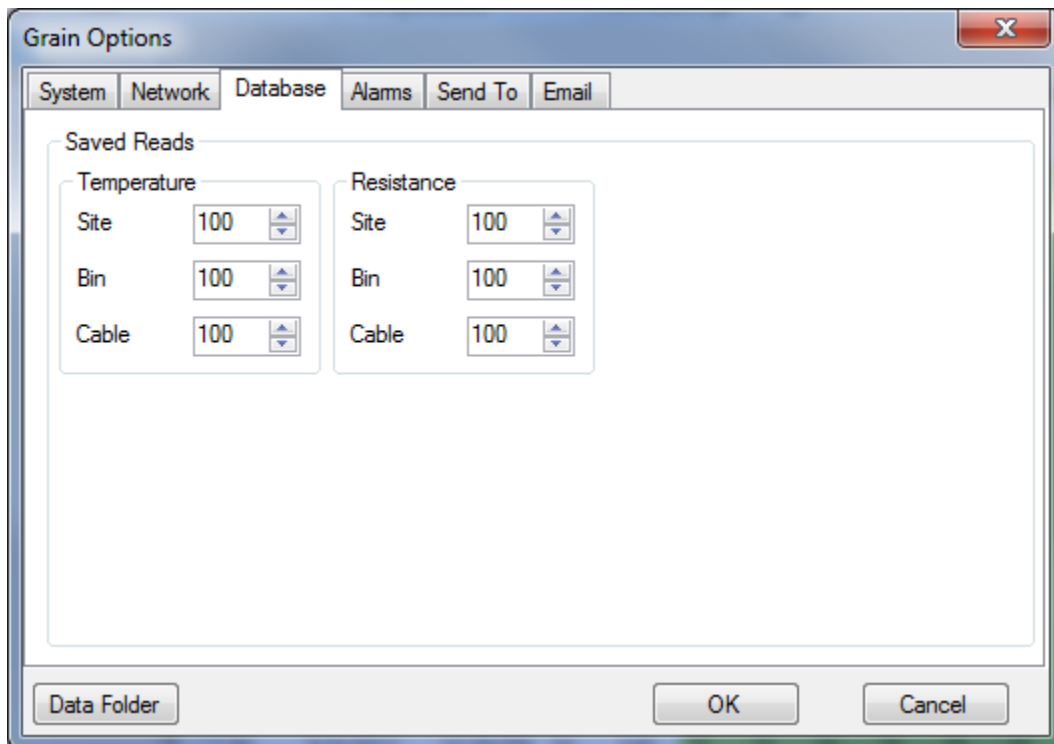 Grain Options
System Network Database Alarms Send To Email
Saved Reads
Temperature Resistance
Site 100 Site 100
Bin 100 Bin 100
Cable 100 Cable 100
Data Folder OK Cancel